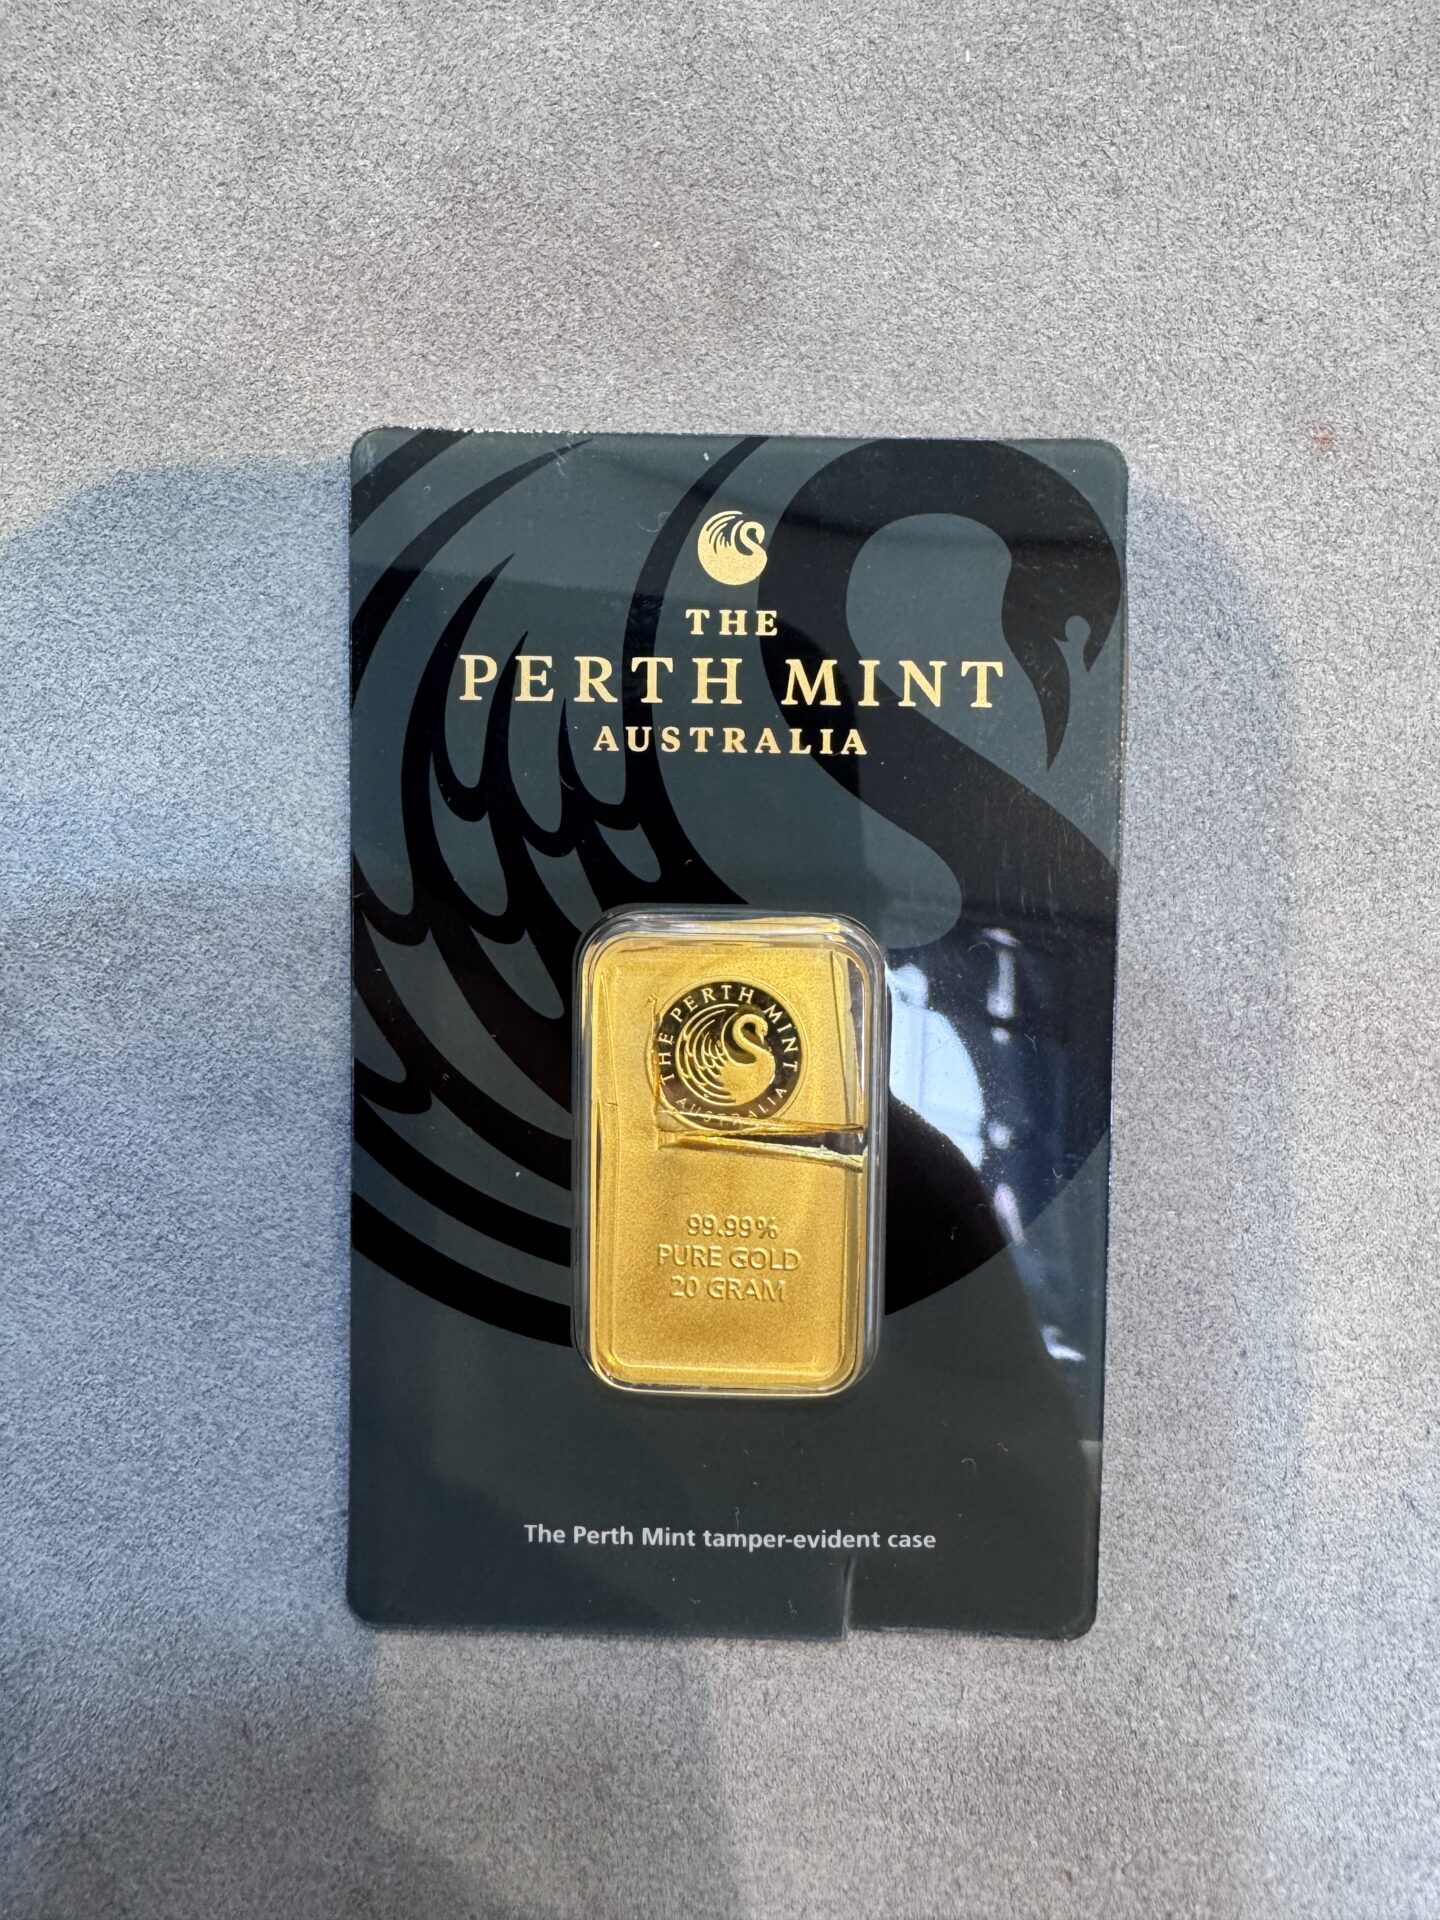 THE
PERTH MINT
AUSTRALIA
THE PERTH MINT
AUSTRALIA
99.99%
PURE GOLD
20 GRAM
The Perth Mint tamper-evident case